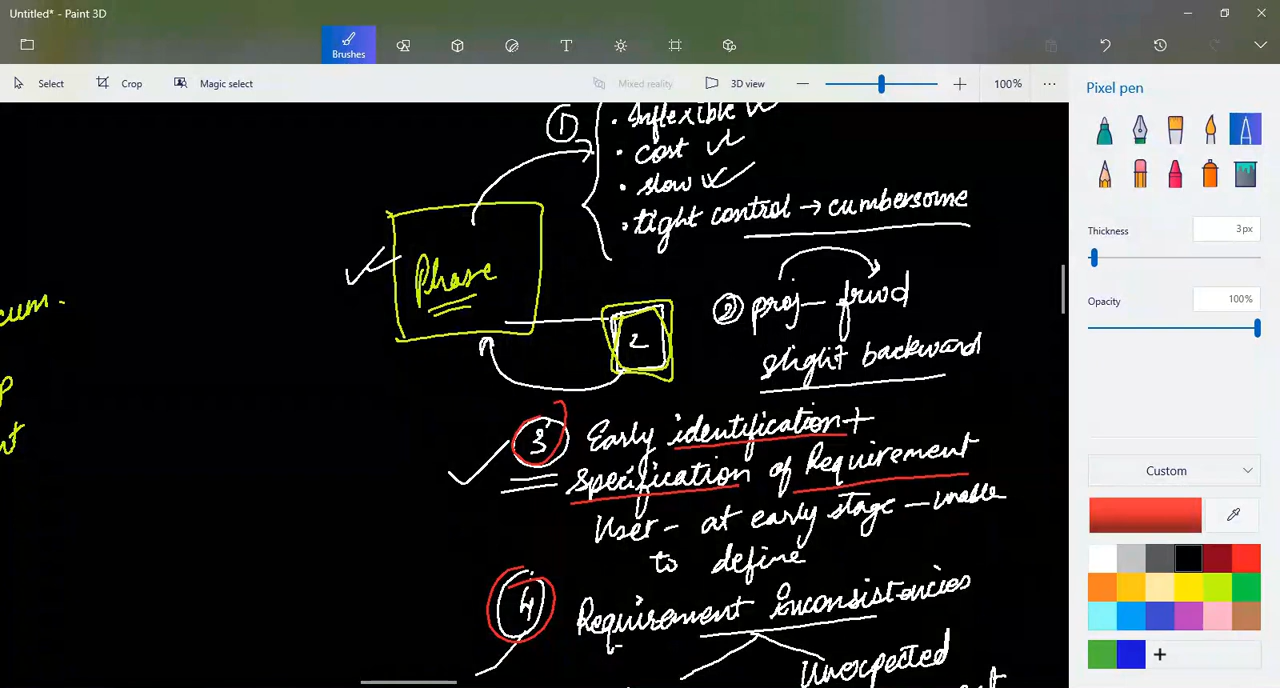 Untitled* - Paint 3D
Brushes
Select
Crop
Magic select
Mixed reality
3D view
100%
Pixel pen
Thickness
3px
Opacity
100%
Custom
①
• Inflexible
• cost
• slow
• tight control → cumbersome
Phase
2
② proj- frwd
slight backward
③ Early identification +
specification of Requirement
User - at early stage - unable
to define
④ Requirement Inconsistencies
Unexpected
cum.